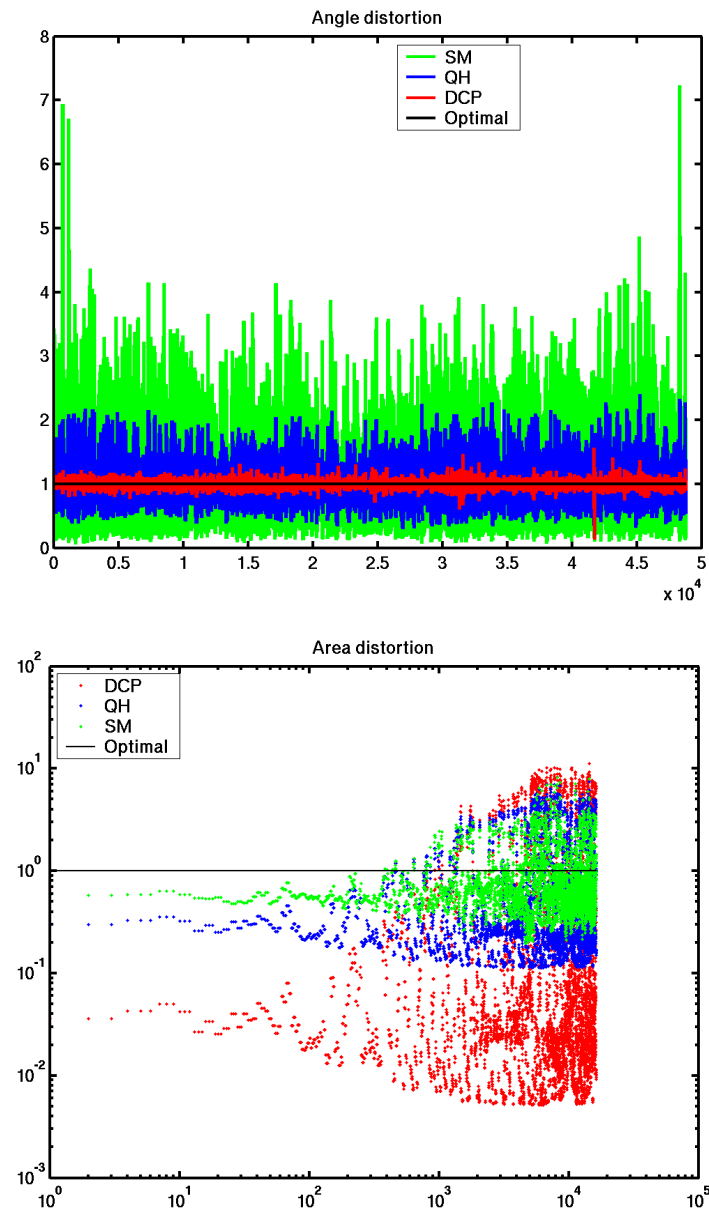 Angle distortion
8
7
6
5
4
3
2
1
0
SM
QH
DCP
Optimal
0 0.5 1 1.5 2 2.5 3 3.5 4 4.5 5
x 10^4
Area distortion
10^2
10^1
10^0
10^-1
10^-2
10^-3
DCP
QH
SM
Optimal
10^0 10^1 10^2 10^3 10^4 10^5